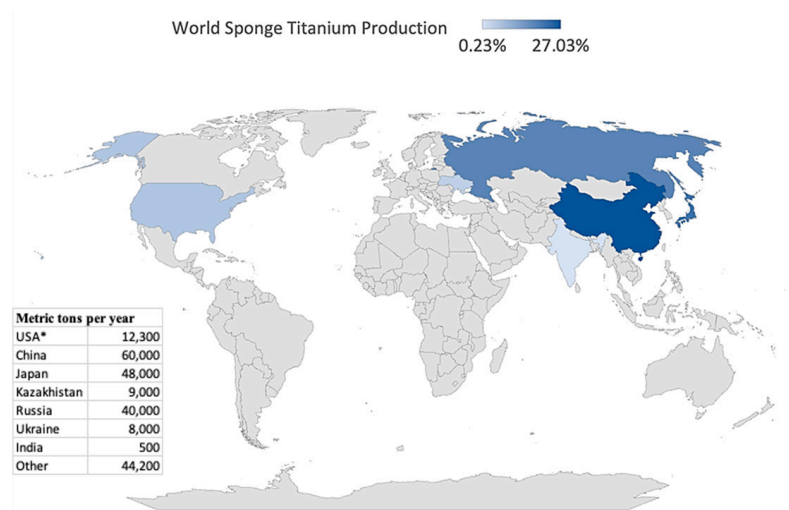 World Sponge Titanium Production
0.23% 27.03%
Metric tons per year
USA* 12,300
China 60,000
Japan 48,000
Kazakhstan 9,000
Russia 40,000
Ukraine 8,000
India 500
Other 44,200